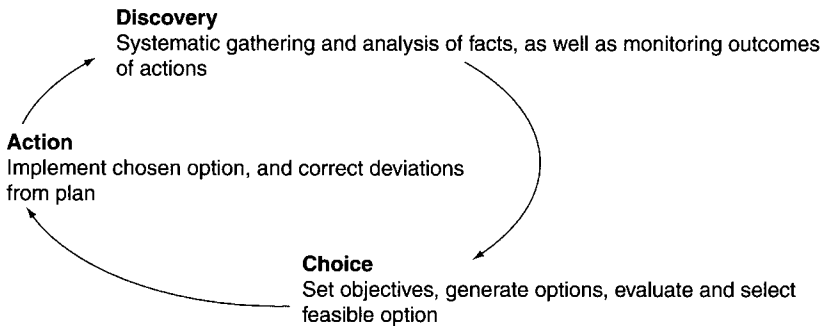 Discovery
Systematic gathering and analysis of facts, as well as monitoring outcomes
of actions
Action
Implement chosen option, and correct deviations
from plan
Choice
Set objectives, generate options, evaluate and select
feasible option